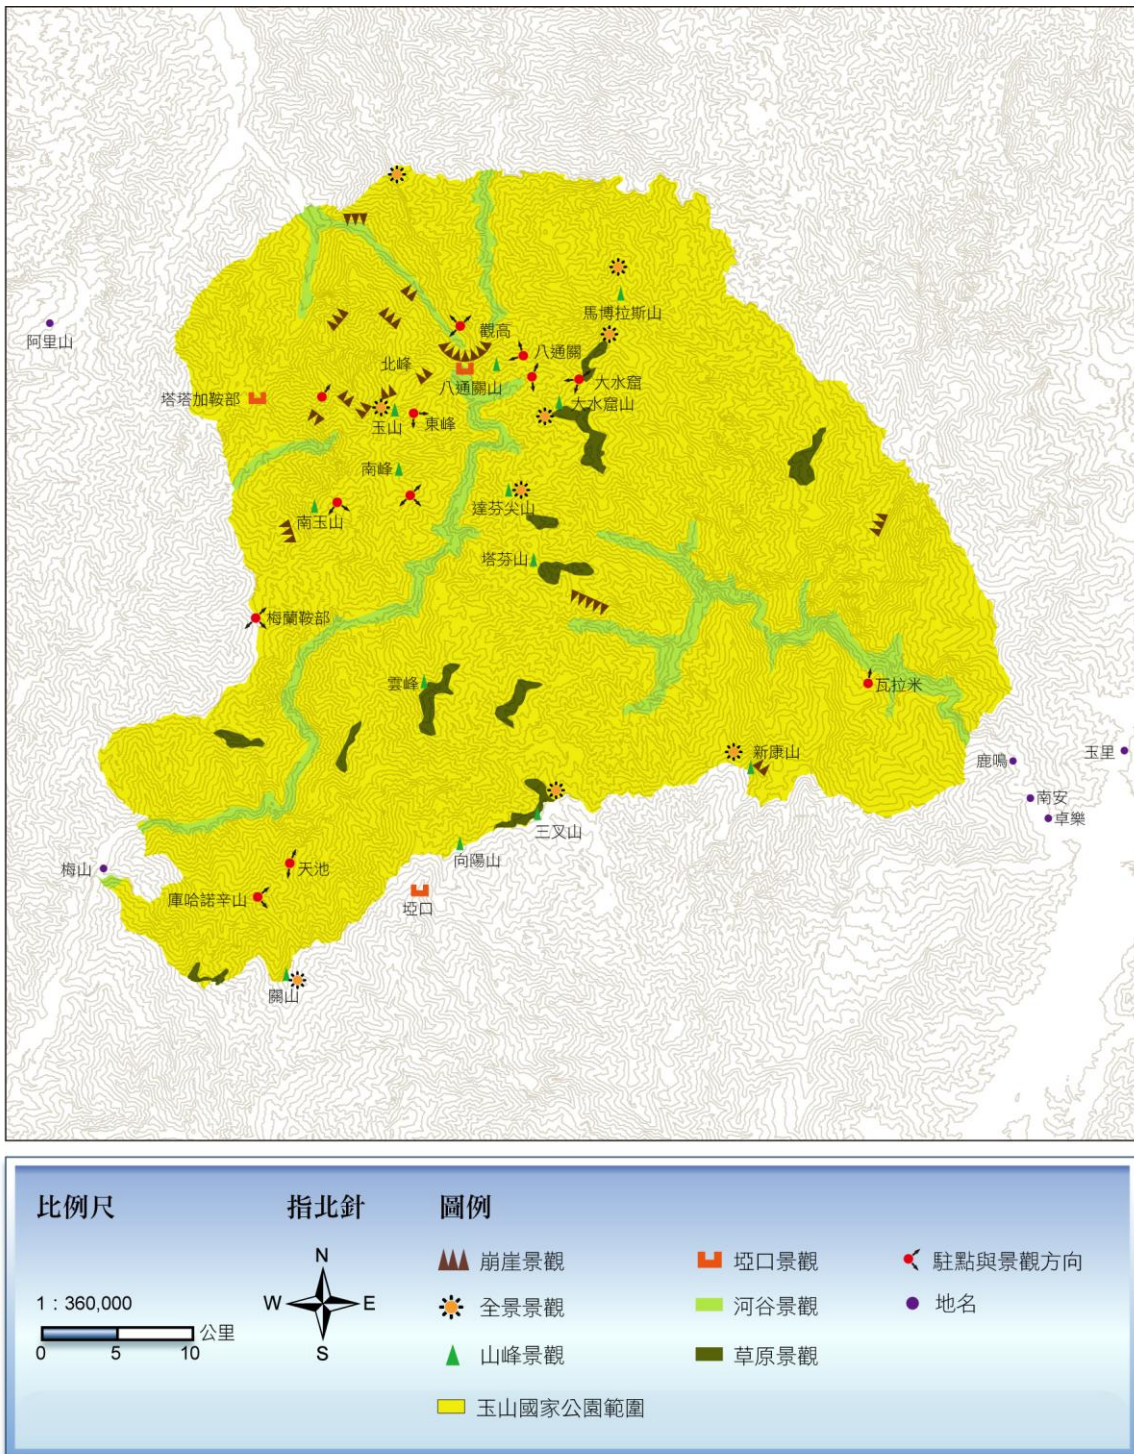 馬博拉斯山
觀高
阿里山
八通關
北峰
八通關山
大水窟
塔塔加鞍部
大水窟山
玉山
東峰
南峰
達芬尖山
南玉山
塔芬山
梅蘭鞍部
雲峰
瓦拉米
新康山
玉里
鹿鳴
南安
卓樂
三叉山
向陽山
梅山
天池
庫哈諾辛山
埡口
關山
比例尺
1：360,000
公里
0 5 10
指北針
N
W E
S
圖例
崩崖景觀
埡口景觀
駐點與景觀方向
全景景觀
河谷景觀
地名
山峰景觀
草原景觀
玉山國家公園範圍